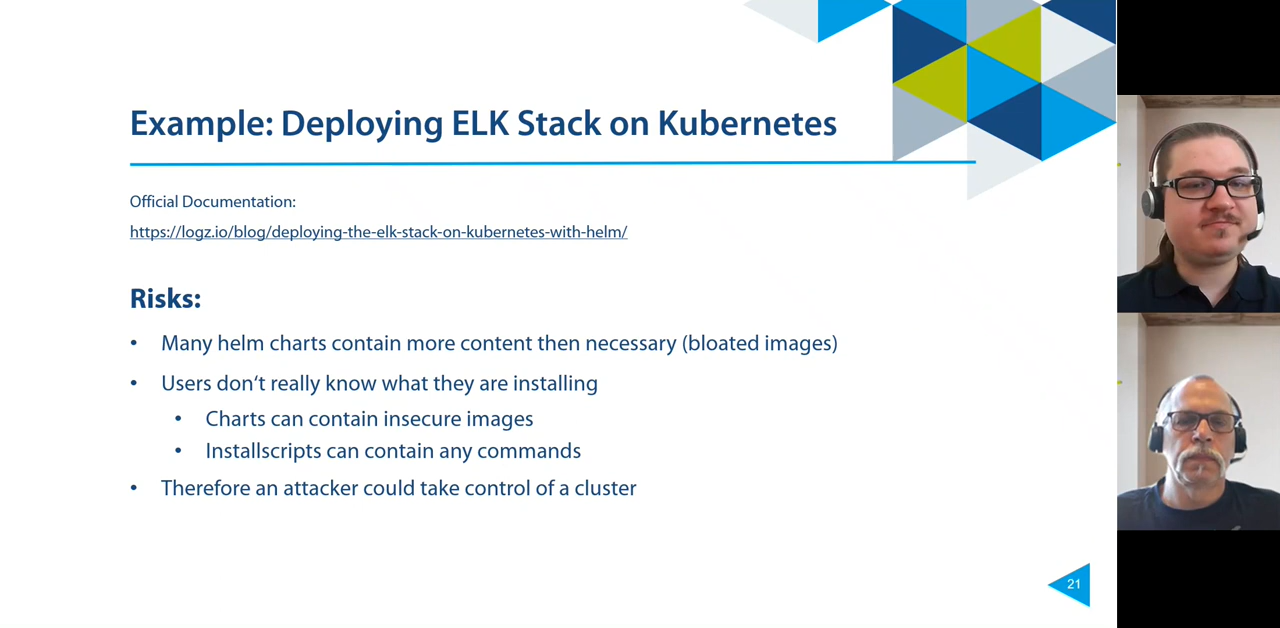 Example: Deploying ELK Stack on Kubernetes
Official Documentation:
https://logz.io/blog/deploying-the-elk-stack-on-kubernetes-with-helm/
Risks:
• Many helm charts contain more content then necessary (bloated images)
• Users don‘t really know what they are installing
• Charts can contain insecure images
• Installscripts can contain any commands
• Therefore an attacker could take control of a cluster
21